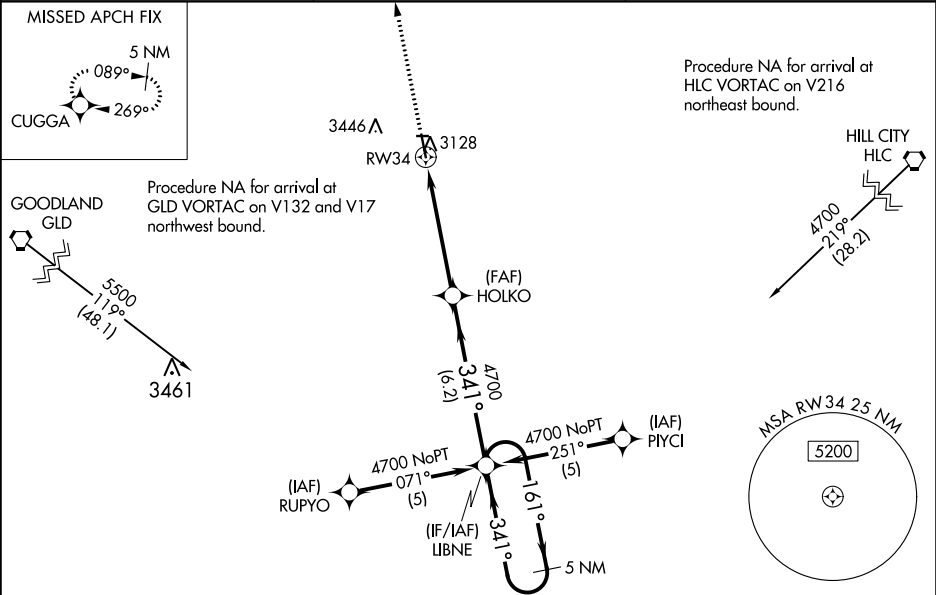 MISSED APCH FIX
5 NM
089°
269°
CUGGA
Procedure NA for arrival at
HLC VORTAC on V216
northeast bound.
3446
3128
RW34
HILL CITY
HLC
4700
219°
(28.2)
GOODLAND
GLD
Procedure NA for arrival at
GLD VORTAC on V132 and V17
northwest bound.
5500
119°
(48.1)
3461
(FAF)
HOLKO
4700
341°
(6.2)
MSA RW34 25 NM
5200
(IAF)
PIYCI
4700 NoPT
251°
(5)
4700 NoPT
071°
(5)
(IAF)
RUPYO
(IF/IAF)
LIBNE
161°
341°
5 NM